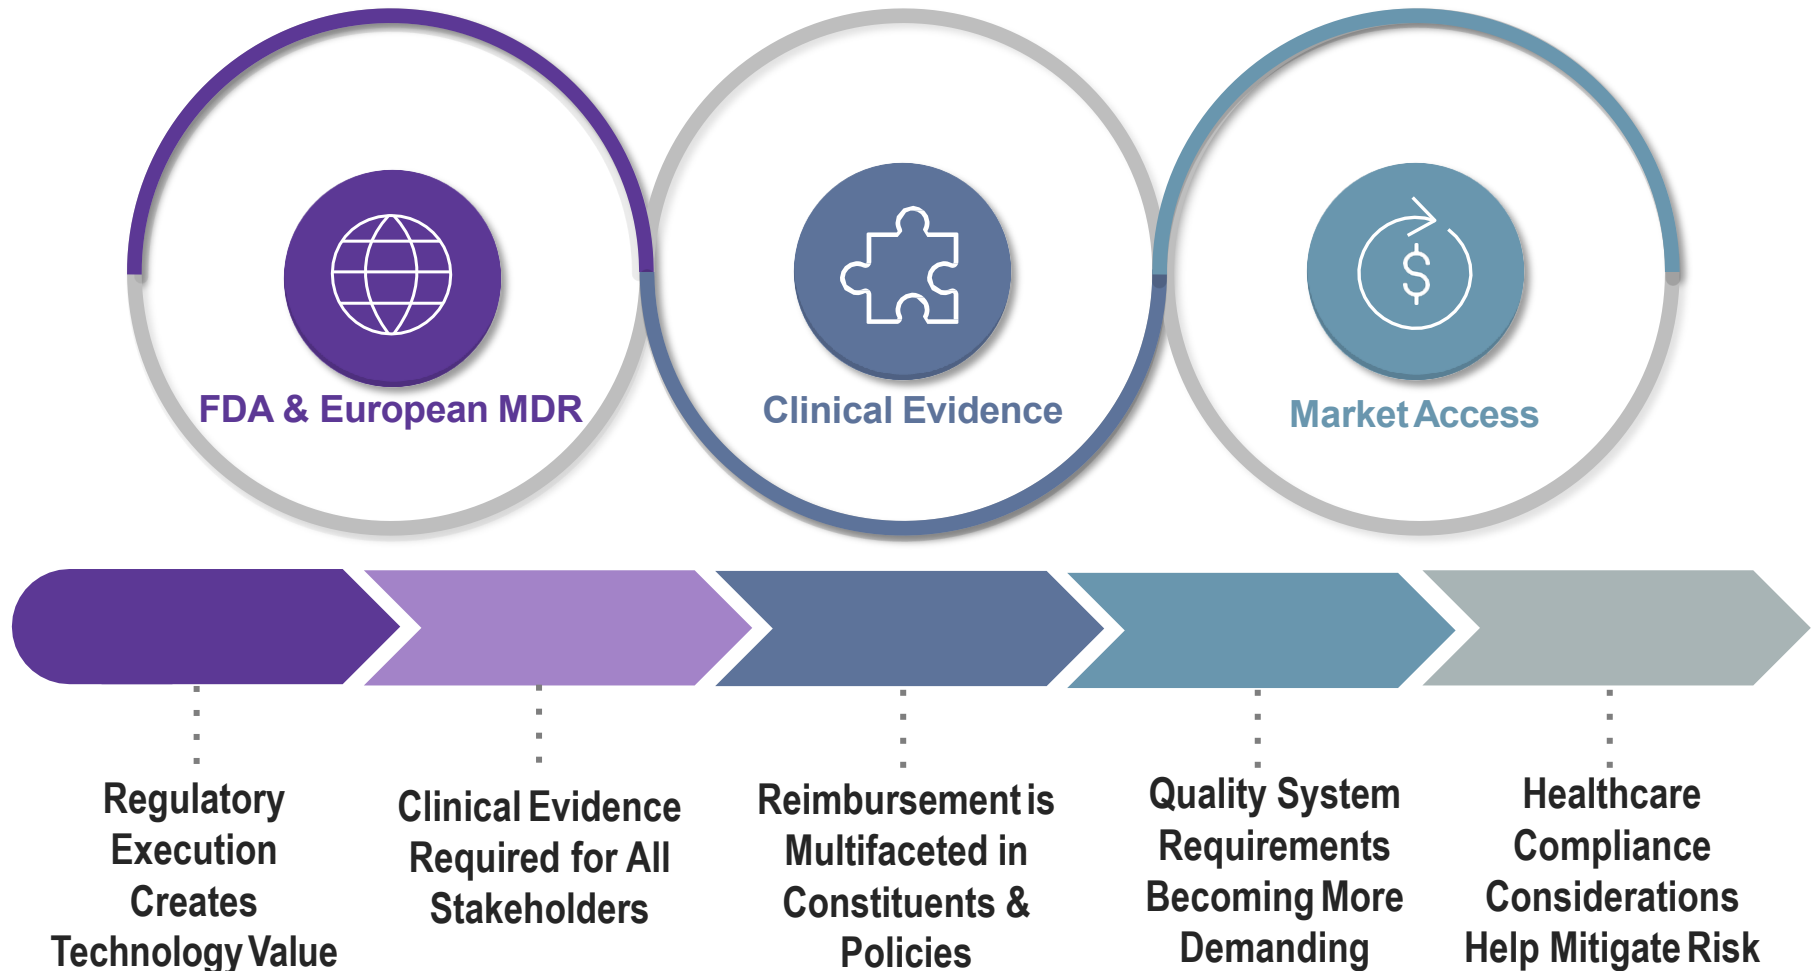 FDA & European MDR
Clinical Evidence
Market Access
$
Regulatory
Execution
Creates
Technology Value
Clinical Evidence
Required for All
Stakeholders
Reimbursement is
Multifaceted in
Constituents &
Policies
Quality System
Requirements
Becoming More
Demanding
Healthcare
Compliance
Considerations
Help Mitigate Risk